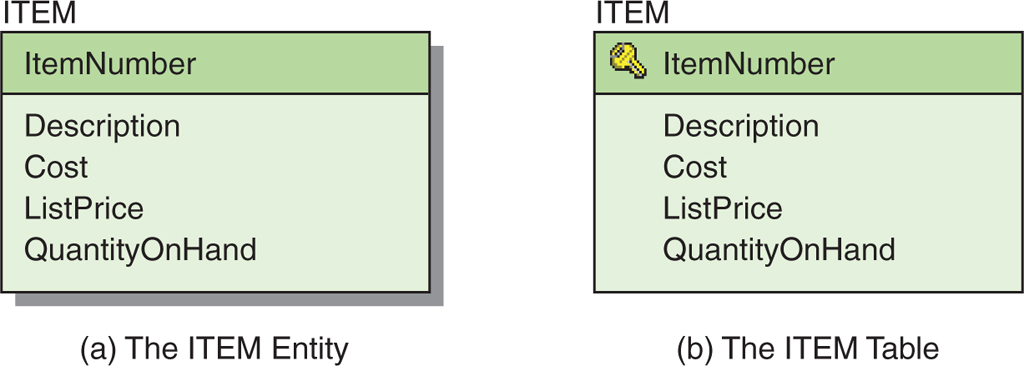 ITEM
ItemNumber
Description
Cost
ListPrice
QuantityOnHand
(a) The ITEM Entity
ITEM
ItemNumber
Description
Cost
ListPrice
QuantityOnHand
(b) The ITEM Table